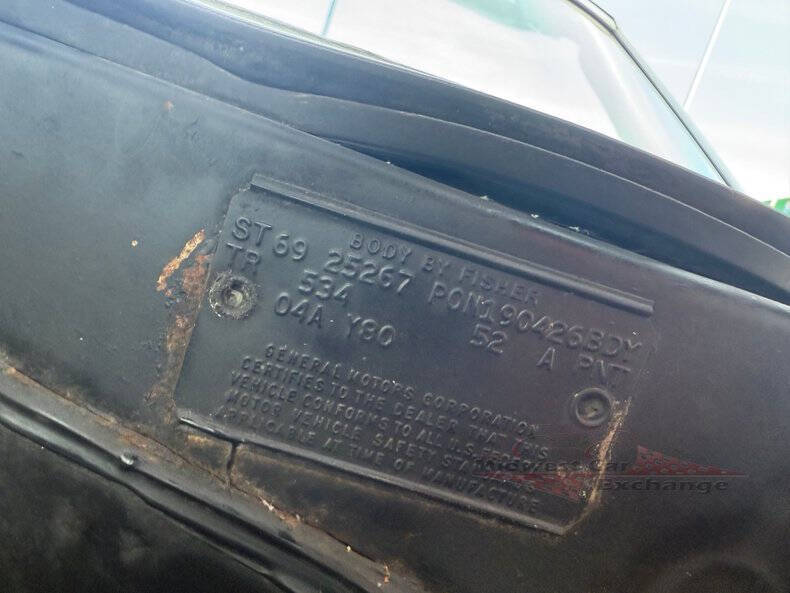 BODY BY FISHER
ST 69 25267 PON190426BDY
TR 534 52 A PNT
04A Y80
GENERAL MOTORS CORPORATION
CERTIFIES TO THE DEALER THAT THIS
VEHICLE CONFORMS TO ALL U.S. FEDERAL
MOTOR VEHICLE SAFETY STANDARDS
APPLICABLE AT TIME OF MANUFACTURE
Midwest Car
Exchange